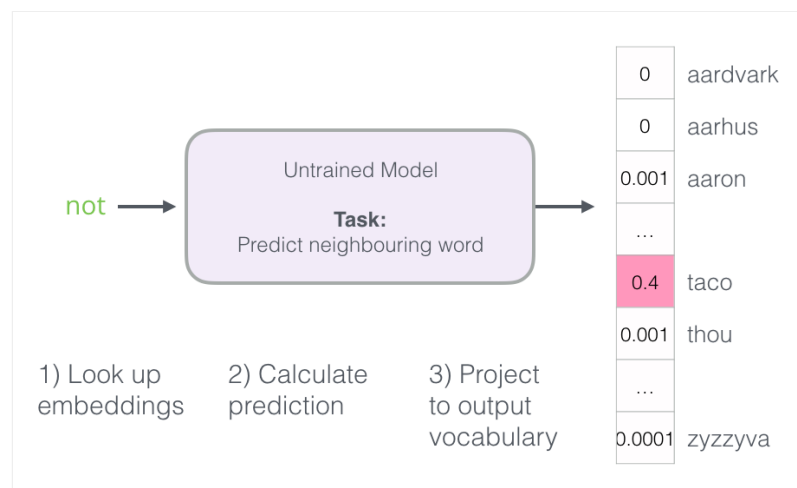 0 aardvark
0 aarhus
0.001 aaron
...
0.4 taco
0.001 thou
...
0.0001 zyzzyva
not
Untrained Model
Task:
Predict neighbouring word
1) Look up
embeddings
2) Calculate
prediction
3) Project
to output
vocabulary